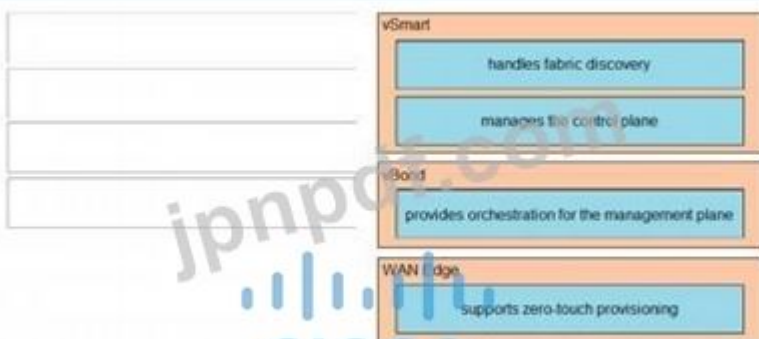 vSmart
handles fabric discovery
manages the control plane
vBond
provides orchestration for the management plane
WAN Edge
supports zero-touch provisioning
jpnpdf.com